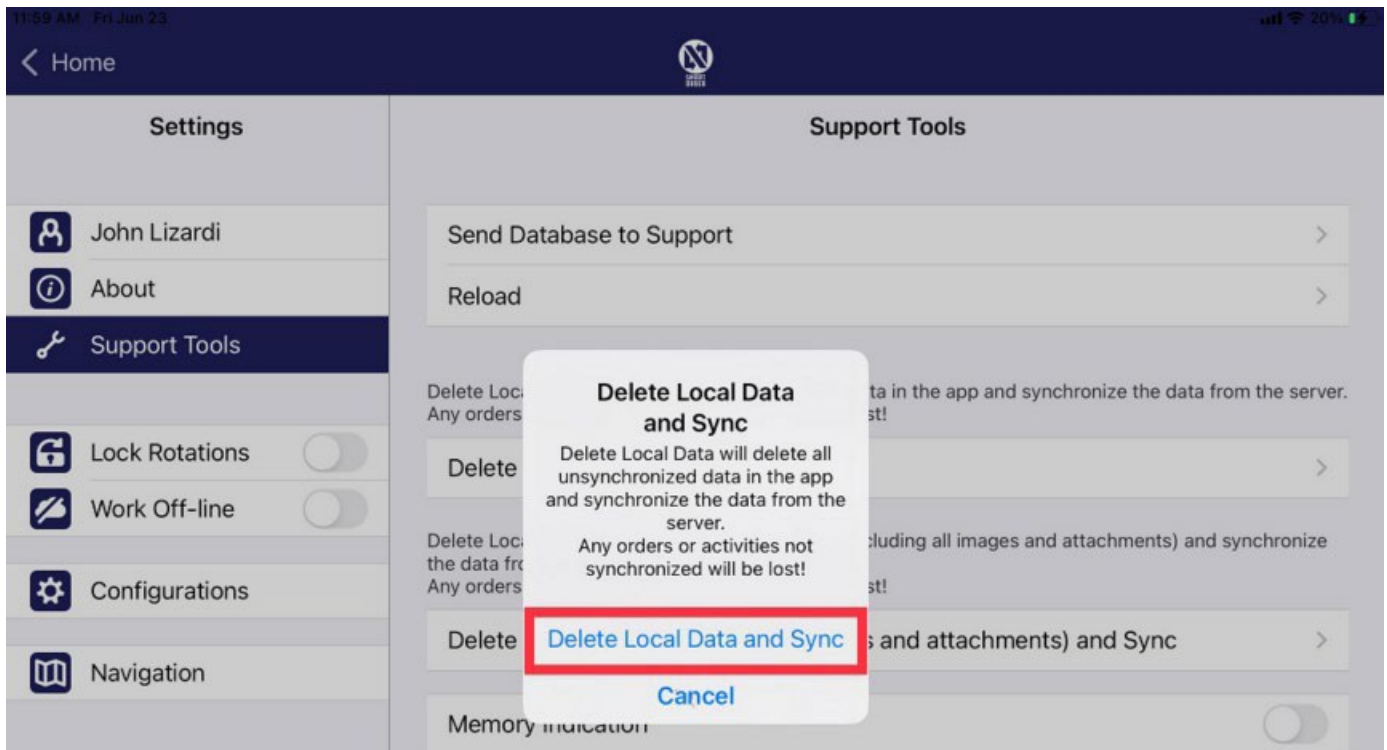 11:59 AM Fri Jun 23
20%
Home
Settings
Support Tools
John Lizardi
About
Support Tools
Lock Rotations
Work Off-line
Configurations
Navigation
Send Database to Support
Reload
Delete Loc ta in the app and synchronize the data from the server.
Any orders st!
Delete
Delete Loc cluding all images and attachments) and synchronize
the data fro
Any orders st!
Delete s and attachments) and Sync
Memory Indication
Delete Local Data
and Sync
Delete Local Data will delete all
unsynchronized data in the app
and synchronize the data from the
server.
Any orders or activities not
synchronized will be lost!
Delete Local Data and Sync
Cancel